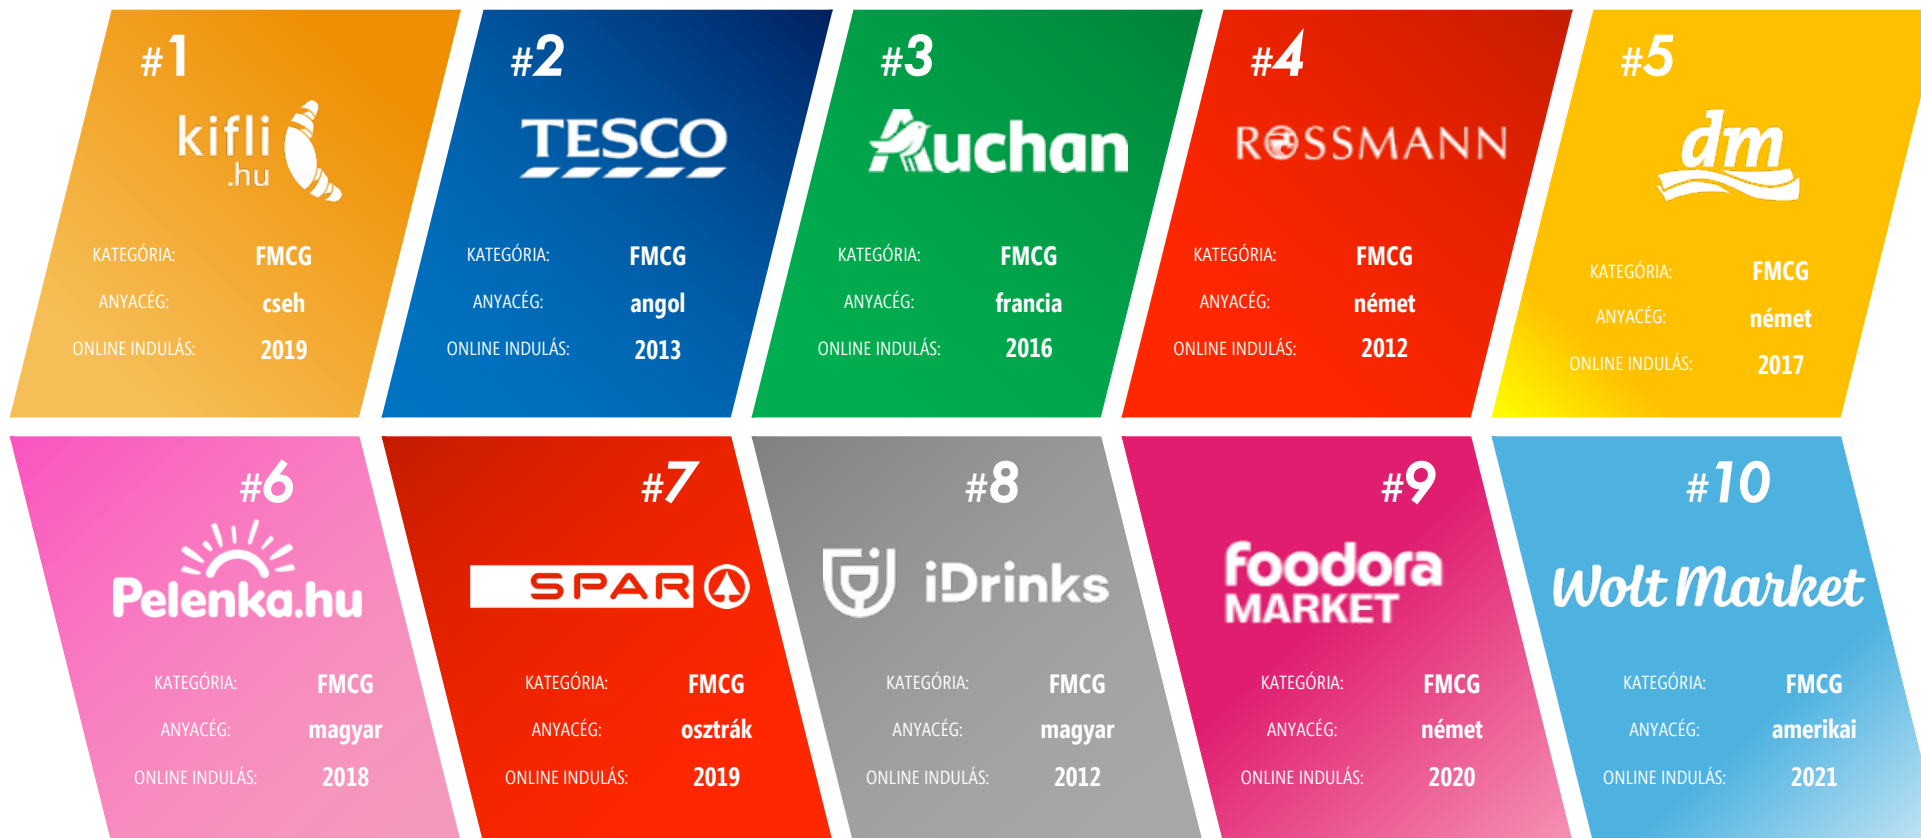 #1
kifli
.hu
KATEGÓRIA: FMCG
ANYACÉG: cseh
ONLINE INDULÁS: 2019
#2
TESCO
KATEGÓRIA: FMCG
ANYACÉG: angol
ONLINE INDULÁS: 2013
#3
Auchan
KATEGÓRIA: FMCG
ANYACÉG: francia
ONLINE INDULÁS: 2016
#4
ROSSMANN
KATEGÓRIA: FMCG
ANYACÉG: német
ONLINE INDULÁS: 2012
#5
dm
KATEGÓRIA: FMCG
ANYACÉG: német
ONLINE INDULÁS: 2017
#6
Pelenka.hu
KATEGÓRIA: FMCG
ANYACÉG: magyar
ONLINE INDULÁS: 2018
#7
SPAR
KATEGÓRIA: FMCG
ANYACÉG: osztrák
ONLINE INDULÁS: 2019
#8
iDrinks
KATEGÓRIA: FMCG
ANYACÉG: magyar
ONLINE INDULÁS: 2012
#9
foodora
MARKET
KATEGÓRIA: FMCG
ANYACÉG: német
ONLINE INDULÁS: 2020
#10
Wolt Market
KATEGÓRIA: FMCG
ANYACÉG: amerikai
ONLINE INDULÁS: 2021